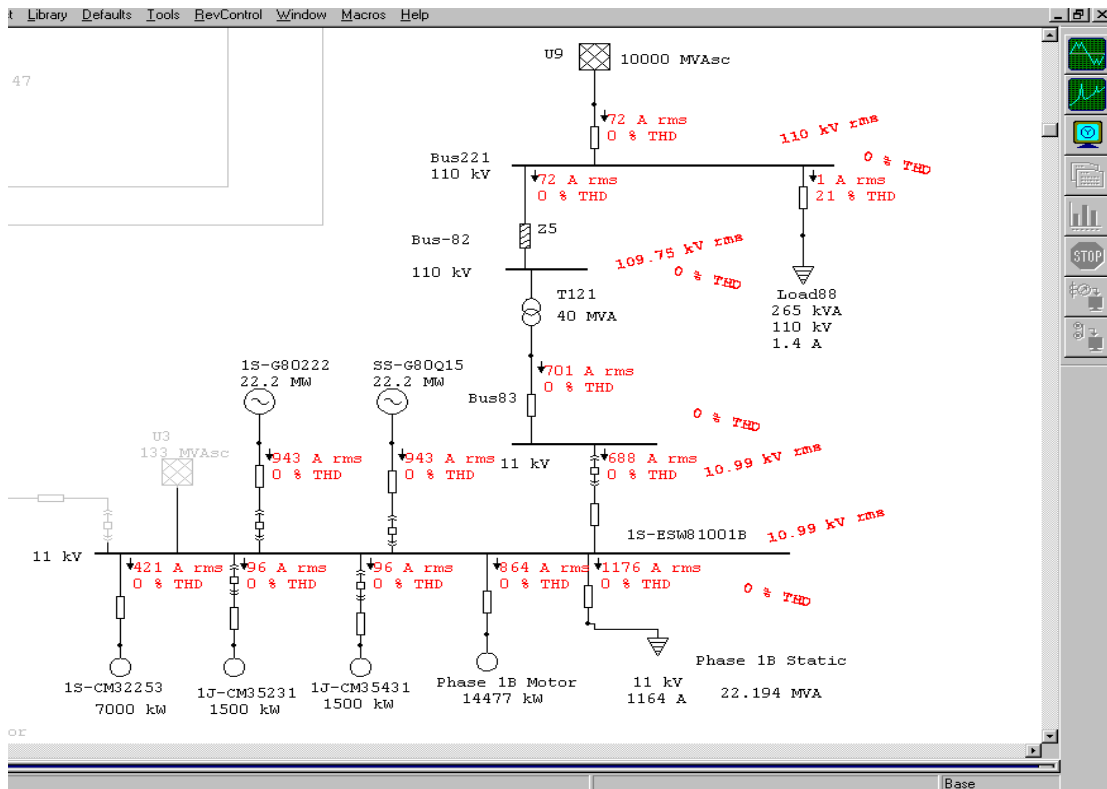 t Library Defaults Tools RevControl Window Macros Help
47
U9
10000 MVAsc
72 A rms
0 % THD
110 kV rms
0 % THD
Bus221
110 kV
72 A rms
0 % THD
1 A rms
21 % THD
Z5
Bus-82
110 kV
109.75 kV rms
0 % THD
T121
40 MVA
Load88
265 kVA
110 kV
1.4 A
701 A rms
0 % THD
Bus83
0 % THD
1S-G80222
22.2 MW
SS-G80Q15
22.2 MW
U3
133 MVAsc
943 A rms
0 % THD
943 A rms
0 % THD
11 kV
688 A rms
0 % THD
10.99 kV rms
1S-ESW81001B
10.99 kV rms
11 kV
421 A rms
0 % THD
96 A rms
0 % THD
96 A rms
0 % THD
864 A rms
0 % THD
1176 A rms
0 % THD
0 % THD
1S-CM32253
7000 kW
1J-CM35231
1500 kW
1J-CM35431
1500 kW
Phase 1B Motor
14477 kW
11 kV
1164 A
Phase 1B Static
22.194 MVA
or
STOP
Base